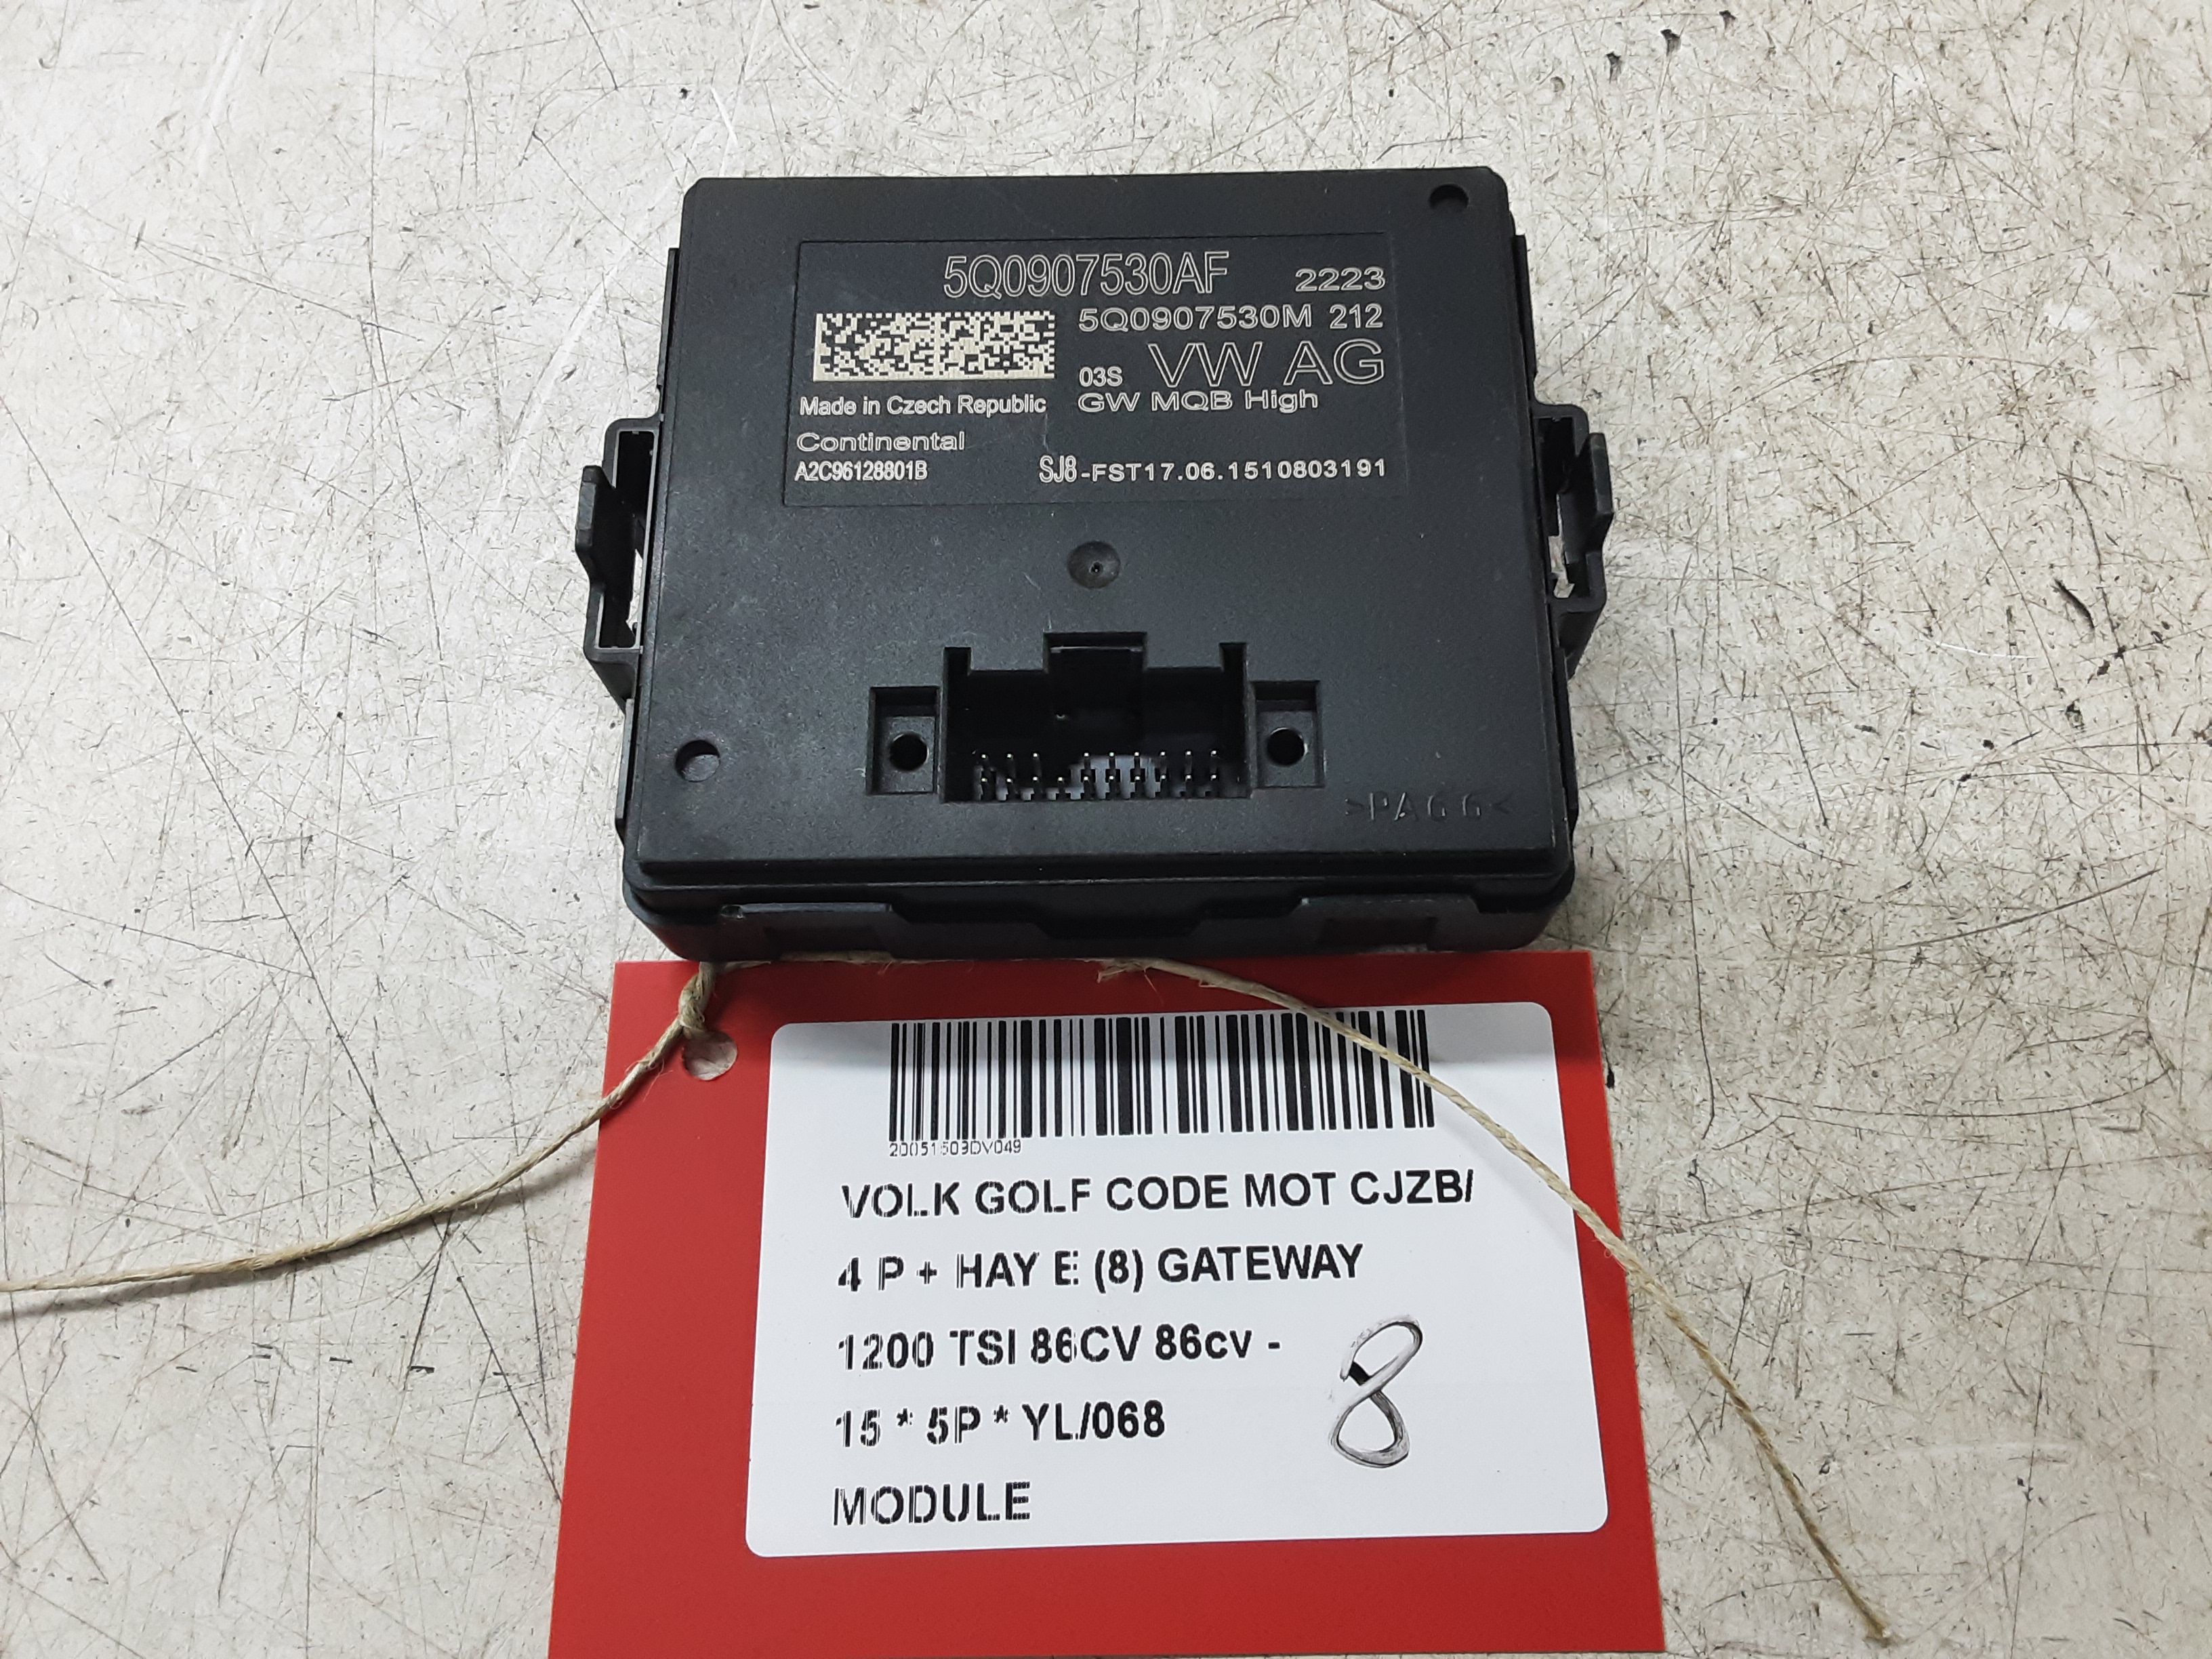 5Q0907530AF 2223
5Q0907530M 212
03S VW AG
Made in Czech Republic GW MQB High
Continental
A2C96128801B SJ8-FST17.06.1510803191
>PA66<
20051503DV049
VOLK GOLF CODE MOT CJZB/
4 P + HAY E (8) GATEWAY
1200 TSI 86CV 86cv -
15 * 5P * YL/068
8
MODULE